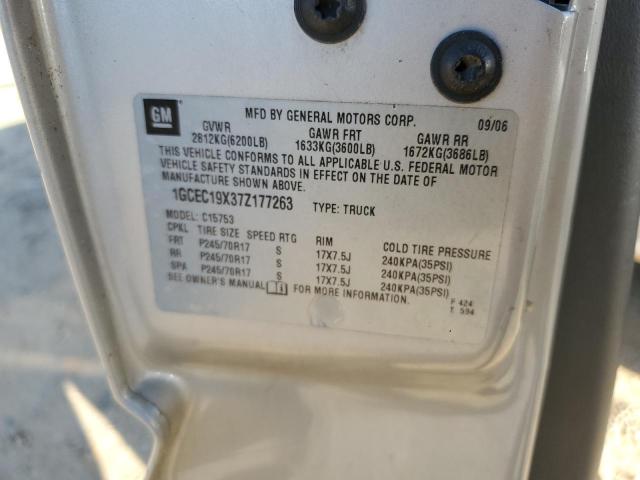 GM
MFD BY GENERAL MOTORS CORP. 09/06
GVWR GAWR FRT GAWR RR
2812KG(6200LB) 1633KG(3600LB) 1672KG(3686LB)
THIS VEHICLE CONFORMS TO ALL APPLICABLE U.S. FEDERAL MOTOR
VEHICLE SAFETY STANDARDS IN EFFECT ON THE DATE OF
MANUFACTURE SHOWN ABOVE.
1GCEC19X37Z177263 TYPE: TRUCK
MODEL: C15753
CPKL TIRE SIZE SPEED RTG RIM COLD TIRE PRESSURE
FRT P245/70R17 S 17X7.5J 240KPA(35PSI)
RR P245/70R17 S 17X7.5J 240KPA(35PSI)
SPA P245/70R17 S 17X7.5J 240KPA(35PSI)
SEE OWNER'S MANUAL FOR MORE INFORMATION.
F 424
T 594